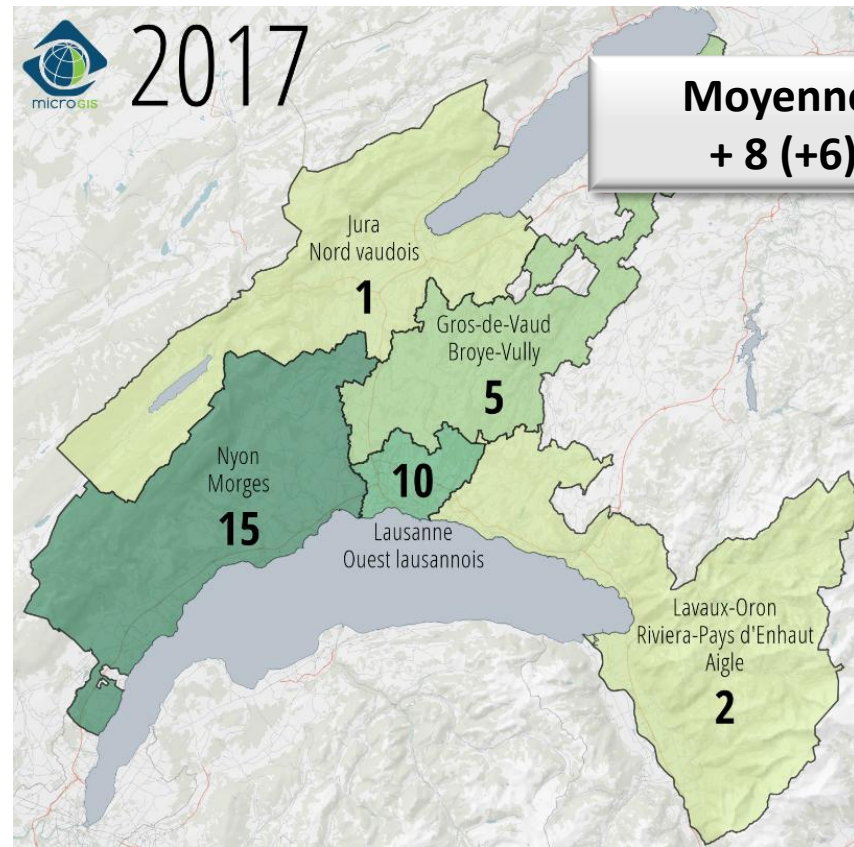 microGIS
2017
Moyenne
+ 8 (+6)
Jura
Nord vaudois
1
Gros-de-Vaud
Broye-Vully
5
Nyon
Morges
15
10
Lausanne
Ouest lausannois
Lavaux-Oron
Riviera-Pays d'Enhaut
Aigle
2